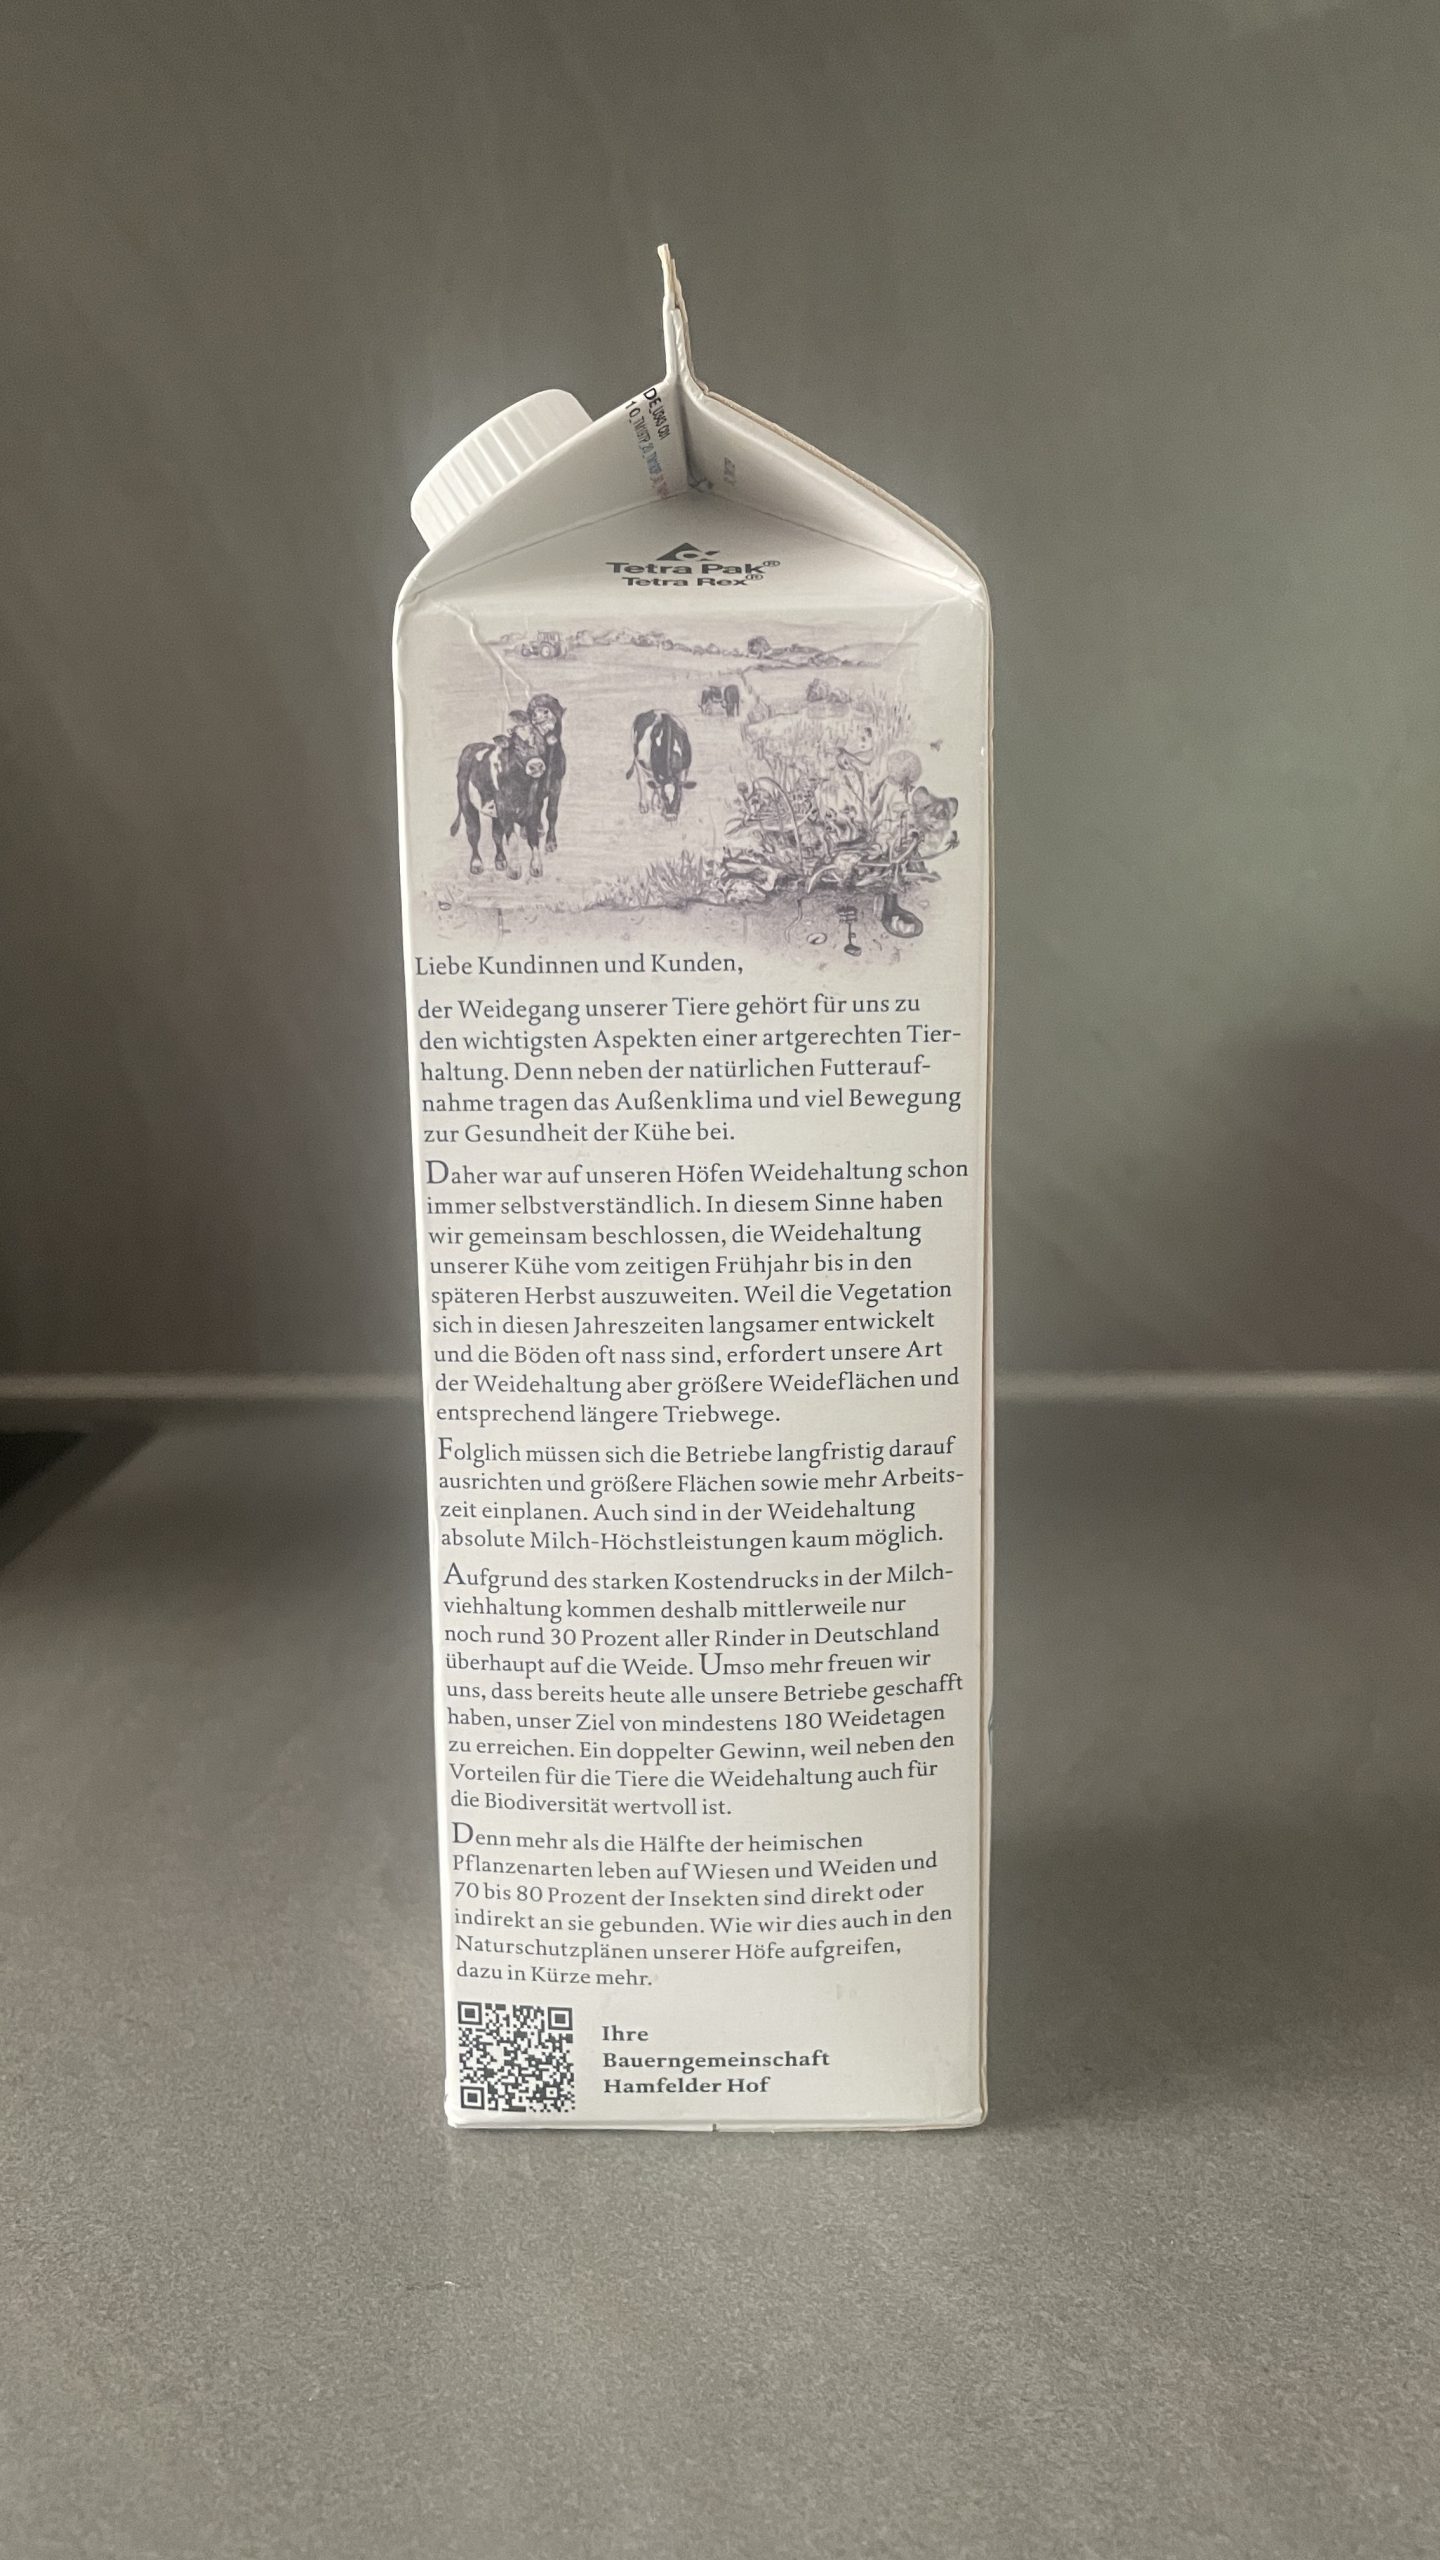 DE
10
Tetra Pak®
Tetra Rex®
Liebe Kundinnen und Kunden,
der Weidegang unserer Tiere gehört für uns zu
den wichtigsten Aspekten einer artgerechten Tier-
haltung. Denn neben der natürlichen Futterauf-
nahme tragen das Außenklima und viel Bewegung
zur Gesundheit der Kühe bei.
Daher war auf unseren Höfen Weidehaltung schon
immer selbstverständlich. In diesem Sinne haben
wir gemeinsam beschlossen, die Weidehaltung
unserer Kühe vom zeitigen Frühjahr bis in den
späteren Herbst auszuweiten. Weil die Vegetation
sich in diesen Jahreszeiten langsamer entwickelt
und die Böden oft nass sind, erfordert unsere Art
der Weidehaltung aber größere Weideflächen und
entsprechend längere Triebwege.
Folglich müssen sich die Betriebe langfristig darauf
ausrichten und größere Flächen sowie mehr Arbeits-
zeit einplanen. Auch sind in der Weidehaltung
absolute Milch-Höchstleistungen kaum möglich.
Aufgrund des starken Kostendrucks in der Milch-
viehhaltung kommen deshalb mittlerweile nur
noch rund 30 Prozent aller Rinder in Deutschland
überhaupt auf die Weide. Umso mehr freuen wir
uns, dass bereits heute alle unsere Betriebe geschafft
haben, unser Ziel von mindestens 180 Weidetagen
zu erreichen. Ein doppelter Gewinn, weil neben den
Vorteilen für die Tiere die Weidehaltung auch für
die Biodiversität wertvoll ist.
Denn mehr als die Hälfte der heimischen
Pflanzenarten leben auf Wiesen und Weiden und
70 bis 80 Prozent der Insekten sind direkt oder
indirekt an sie gebunden. Wie wir dies auch in den
Naturschutzplänen unserer Höfe aufgreifen,
dazu in Kürze mehr.
Ihre
Bauerngemeinschaft
Hamfelder Hof